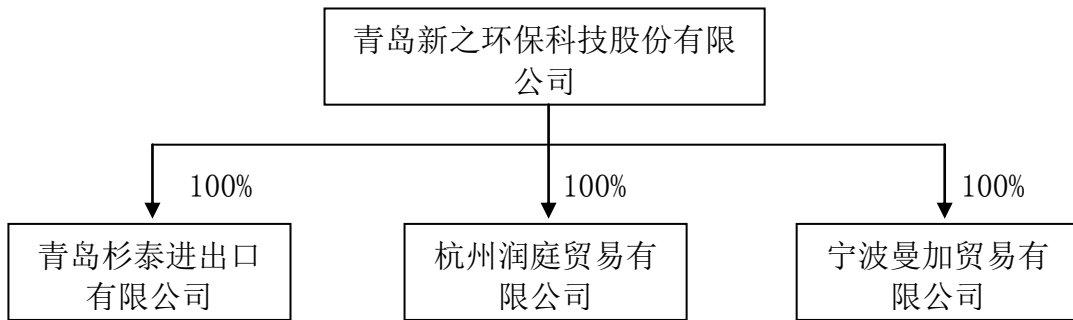 青岛新之环保科技股份有限
公司
100%
100%
100%
青岛杉泰进出口
有限公司
杭州润庭贸易有
限公司
宁波曼加贸易有
限公司